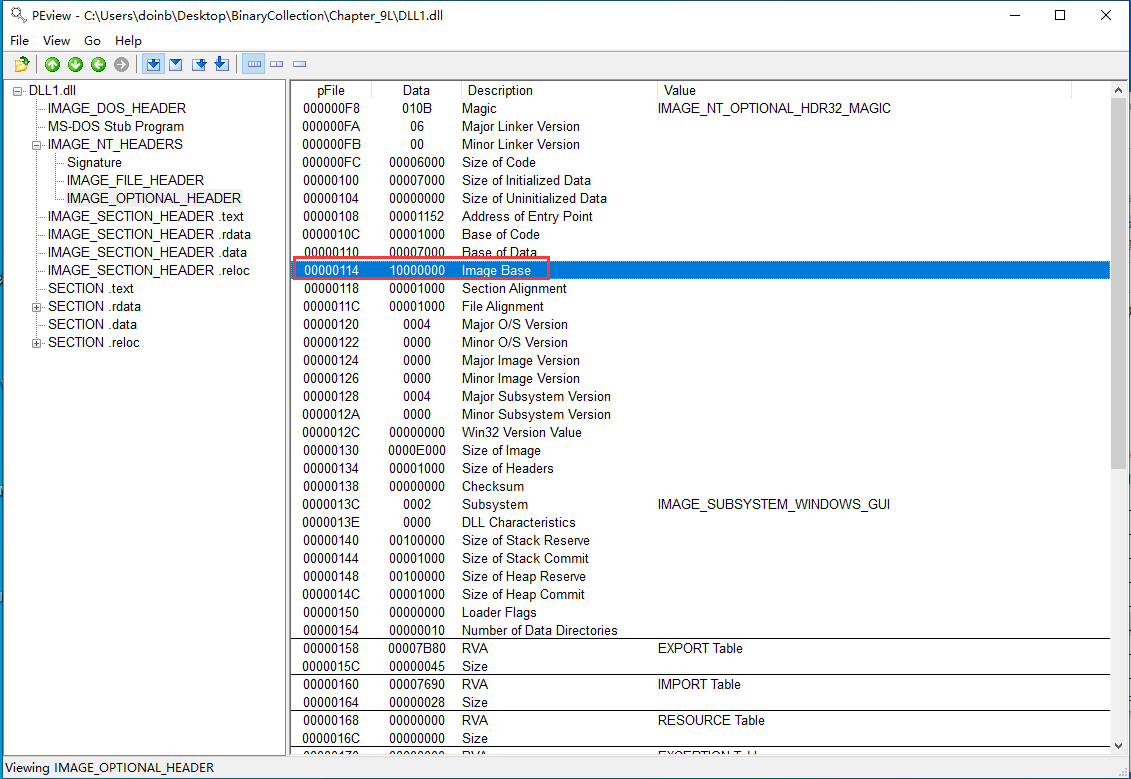 PEview - C:\Users\doinb\Desktop\BinaryCollection\Chapter_9L\DLL1.dll
File View Go Help
DLL1.dll
IMAGE_DOS_HEADER
MS-DOS Stub Program
IMAGE_NT_HEADERS
Signature
IMAGE_FILE_HEADER
IMAGE_OPTIONAL_HEADER
IMAGE_SECTION_HEADER .text
IMAGE_SECTION_HEADER .rdata
IMAGE_SECTION_HEADER .data
IMAGE_SECTION_HEADER .reloc
SECTION .text
SECTION .rdata
SECTION .data
SECTION .reloc
pFile Data Description Value
000000F8 010B Magic IMAGE_NT_OPTIONAL_HDR32_MAGIC
000000FA 06 Major Linker Version
000000FB 00 Minor Linker Version
000000FC 00006000 Size of Code
00000100 00007000 Size of Initialized Data
00000104 00000000 Size of Uninitialized Data
00000108 00001152 Address of Entry Point
0000010C 00001000 Base of Code
00000110 00007000 Base of Data
00000114 10000000 Image Base
00000118 00001000 Section Alignment
0000011C 00001000 File Alignment
00000120 0004 Major O/S Version
00000122 0000 Minor O/S Version
00000124 0000 Major Image Version
00000126 0000 Minor Image Version
00000128 0004 Major Subsystem Version
0000012A 0000 Minor Subsystem Version
0000012C 00000000 Win32 Version Value
00000130 0000E000 Size of Image
00000134 00001000 Size of Headers
00000138 00000000 Checksum
0000013C 0002 Subsystem IMAGE_SUBSYSTEM_WINDOWS_GUI
0000013E 0000 DLL Characteristics
00000140 00100000 Size of Stack Reserve
00000144 00001000 Size of Stack Commit
00000148 00100000 Size of Heap Reserve
0000014C 00001000 Size of Heap Commit
00000150 00000000 Loader Flags
00000154 00000010 Number of Data Directories
00000158 00007B80 RVA EXPORT Table
0000015C 00000045 Size
00000160 00007690 RVA IMPORT Table
00000164 00000028 Size
00000168 00000000 RVA RESOURCE Table
0000016C 00000000 Size
Viewing IMAGE_OPTIONAL_HEADER